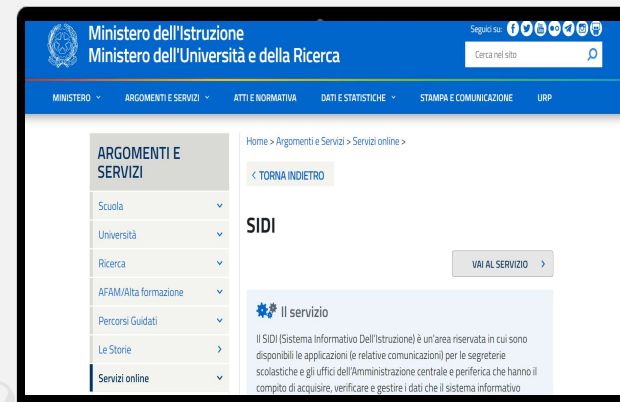 Ministero dell'Istruzione
Ministero dell'Università e della Ricerca
Seguici su:
Cerca nel sito
MINISTERO ARGOMENTI E SERVIZI ATTI E NORMATIVA DATI E STATISTICHE STAMPA E COMUNICAZIONE URP
ARGOMENTI E
SERVIZI
Scuola
Università
Ricerca
AFAM/Alta formazione
Percorsi Guidati
Le Storie
Servizi online
Home > Argomenti e Servizi > Servizi online >
< TORNA INDIETRO
SIDI
VAI AL SERVIZIO >
Il servizio
Il SIDI (Sistema Informativo Dell'Istruzione) è un'area riservata in cui sono
disponibili le applicazioni (e relative comunicazioni) per le segreterie
scolastiche e gli uffici dell'Amministrazione centrale e periferica che hanno il
compito di acquisire, verificare e gestire i dati che il sistema informativo